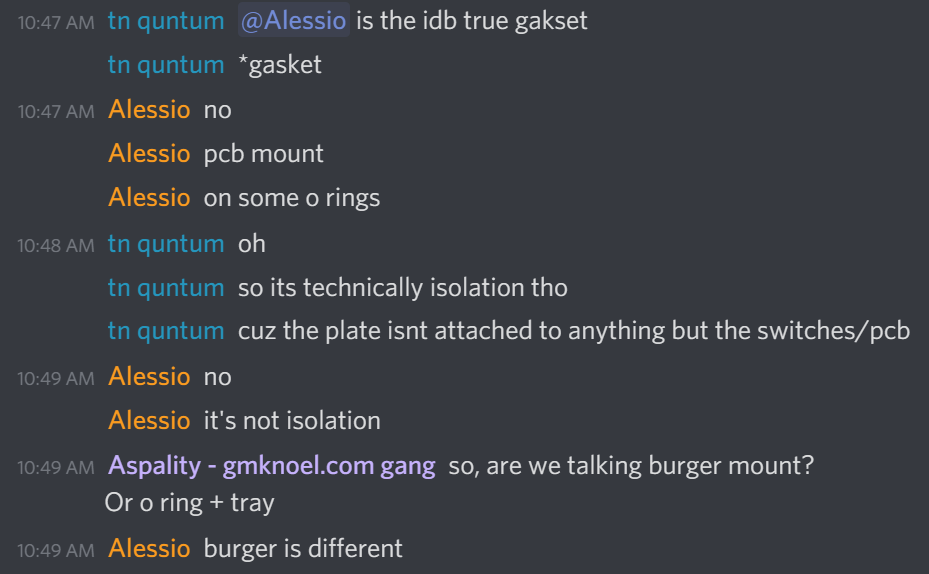 10:47 AM tn quntum @Alessio is the idb true gakset
tn quntum *gasket
10:47 AM Alessio no
Alessio pcb mount
Alessio on some o rings
10:48 AM tn quntum oh
tn quntum so its technically isolation tho
tn quntum cuz the plate isnt attached to anything but the switches/pcb
10:49 AM Alessio no
Alessio it's not isolation
10:49 AM Aspality - gmknoel.com gang so, are we talking burger mount?
Or o ring + tray
10:49 AM Alessio burger is different